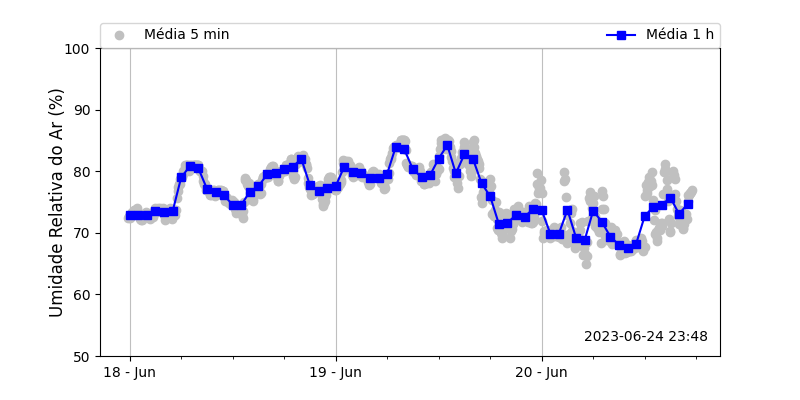 Média 5 min Média 1 h
100
90
80
70
60
50
Umidade Relativa do Ar (%)
2023-06-24 23:48
18 - Jun 19 - Jun 20 - Jun